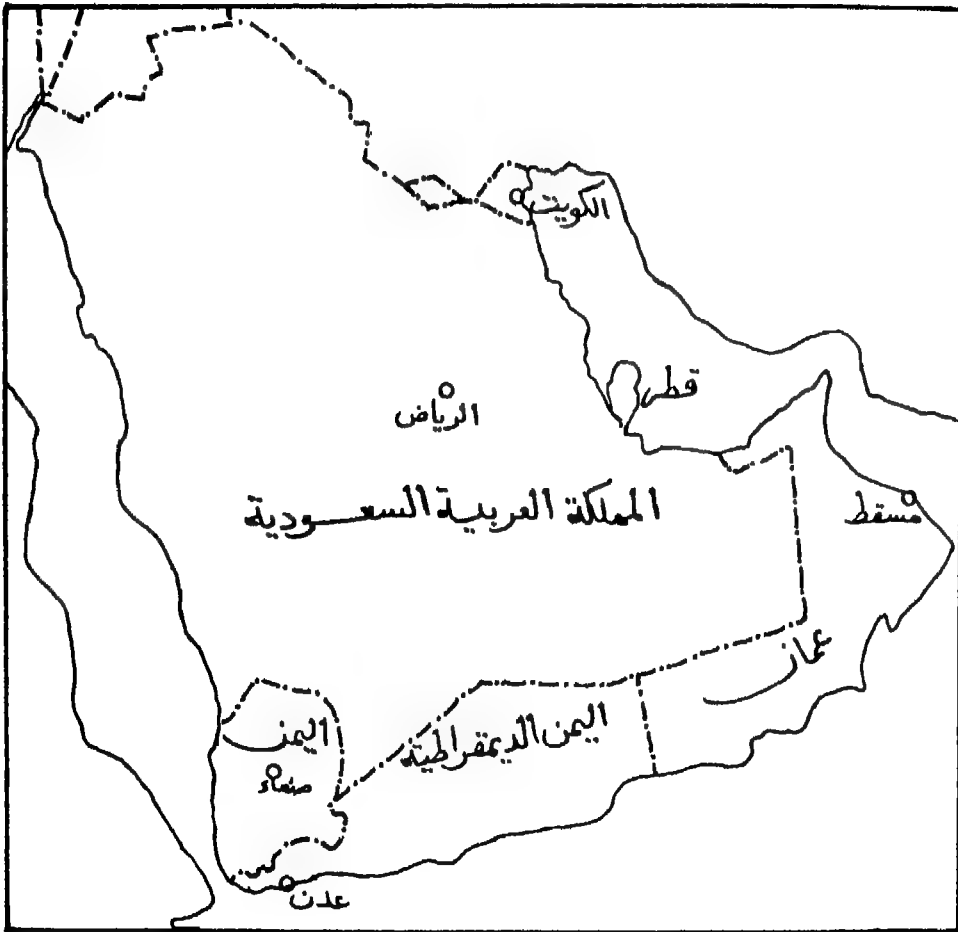 الكويت
قطر
الرياض
المملكة العربية السعودية
مسقط
عمان
اليمن الديمقراطية
اليمن
صنعاء
عدن